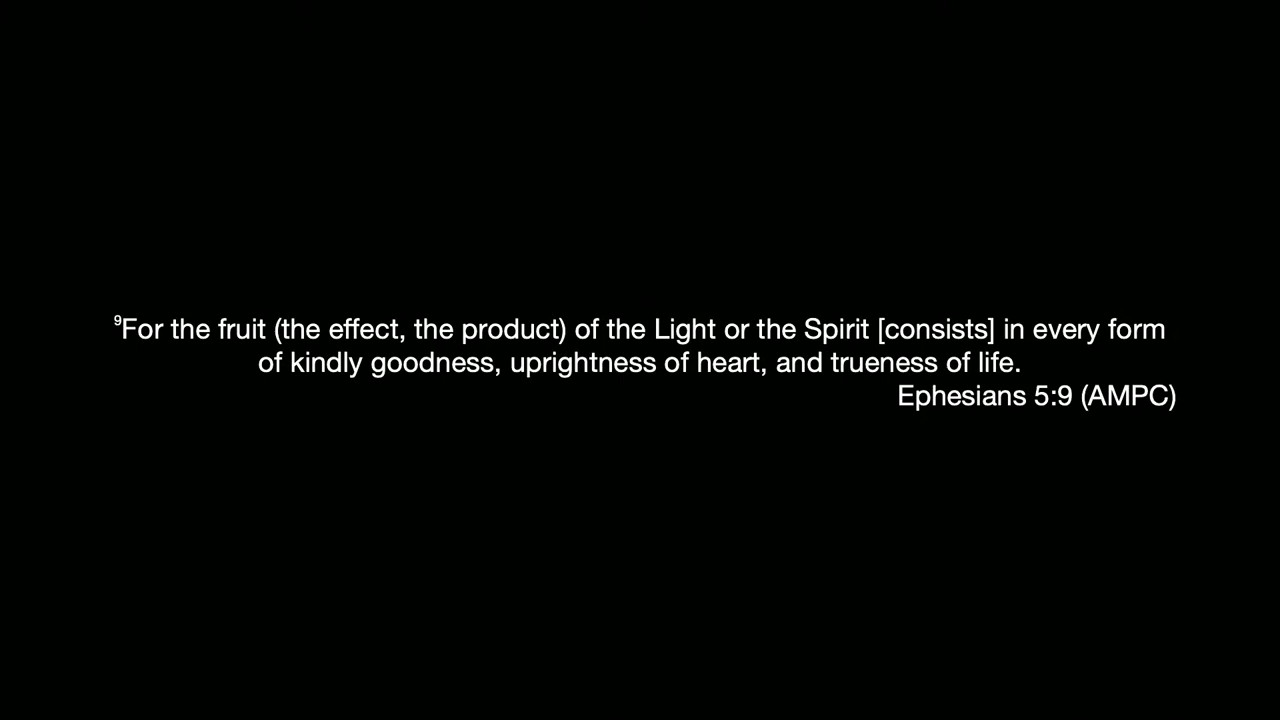 ⁹For the fruit (the effect, the product) of the Light or the Spirit [consists] in every form
of kindly goodness, uprightness of heart, and trueness of life.
Ephesians 5:9 (AMPC)